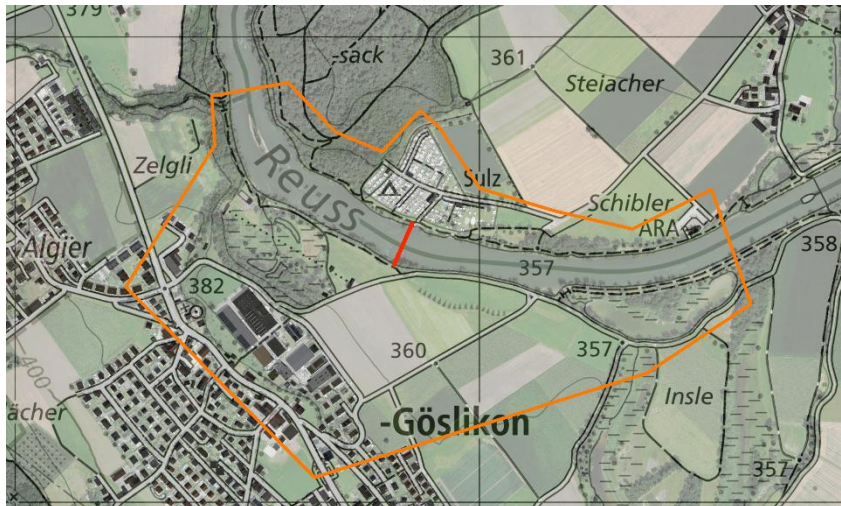 379
-sack
361
Steiacher
Zelgli
Reuss
Sulz
Schibler
ARA
Algier
357
358
382
400
360
357
Insle
ächer
-Göslikon
357